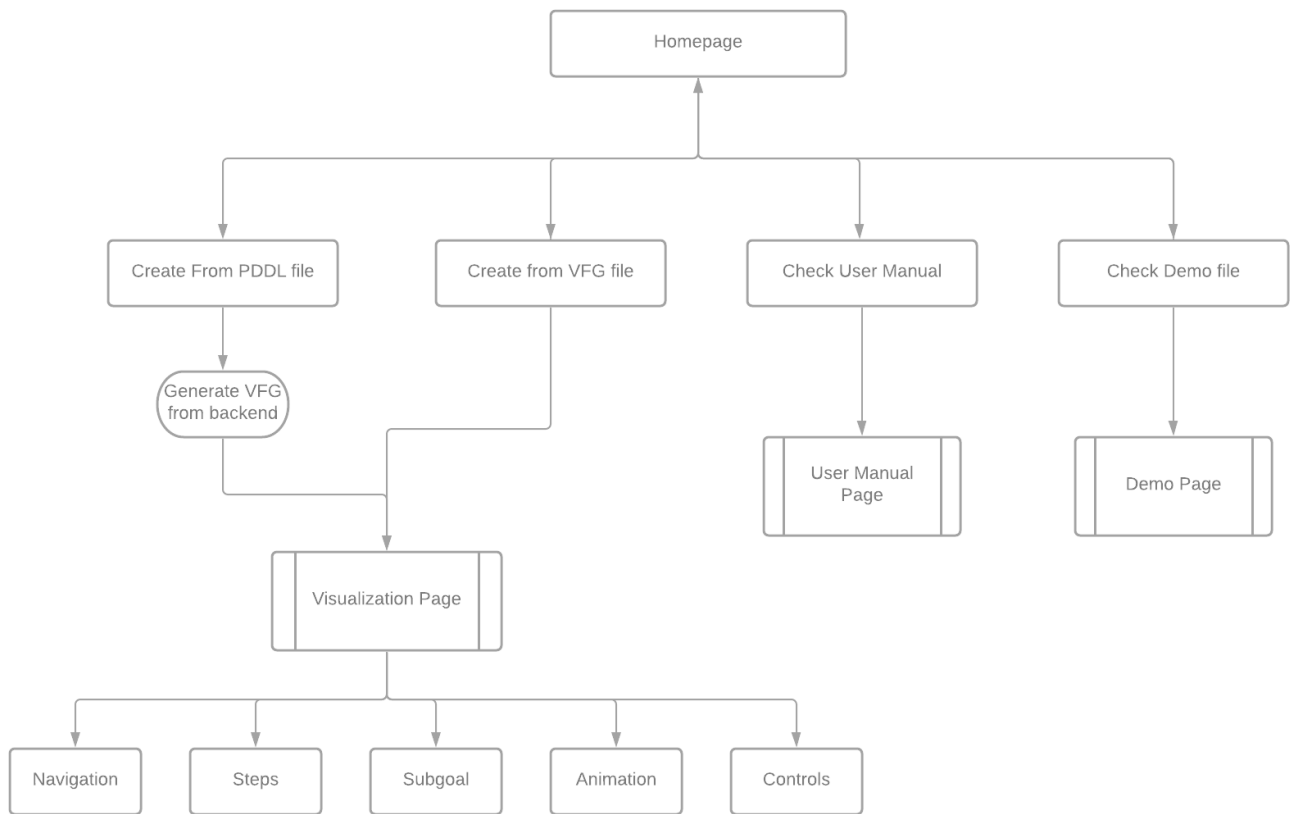 Homepage
Create From PDDL file
Create from VFG file
Check User Manual
Check Demo file
Generate VFG
from backend
User Manual
Page
Demo Page
Visualization Page
Navigation
Steps
Subgoal
Animation
Controls